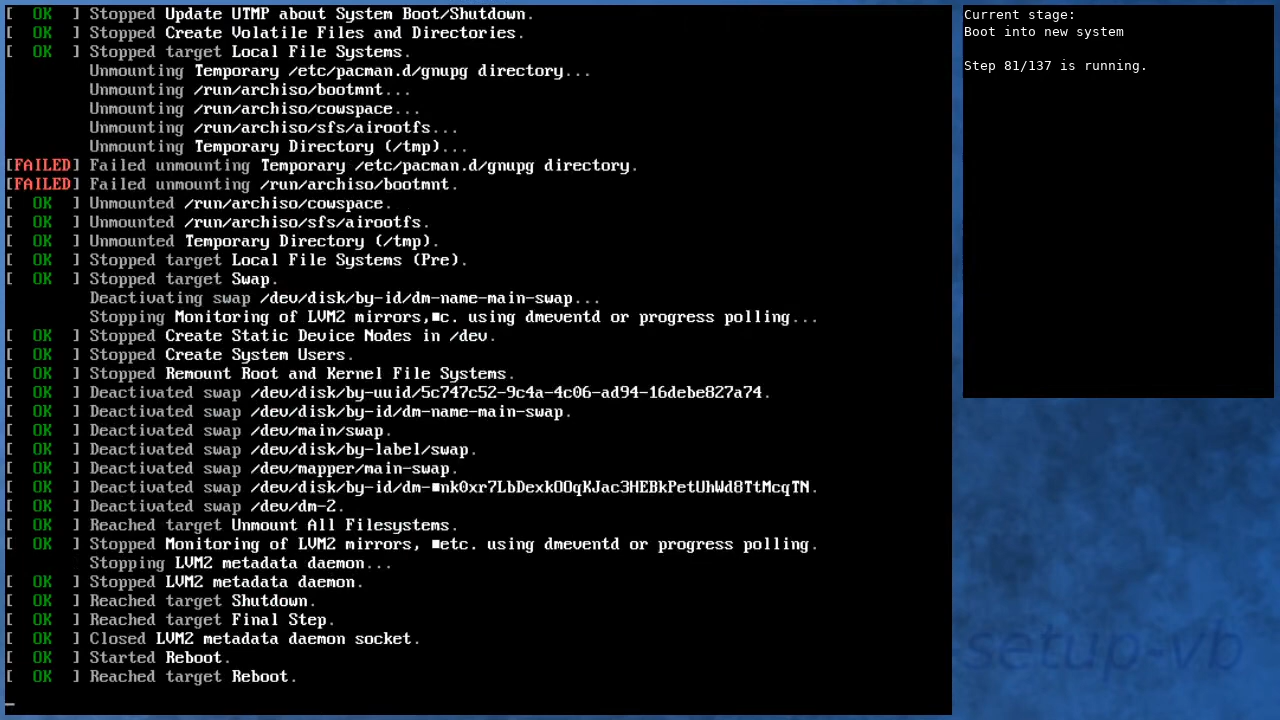 [  OK  ] Stopped Update UTMP about System Boot/Shutdown.
[  OK  ] Stopped Create Volatile Files and Directories.
[  OK  ] Stopped target Local File Systems.
Unmounting Temporary /etc/pacman.d/gnupg directory...
Unmounting /run/archiso/bootmnt...
Unmounting /run/archiso/cowspace...
Unmounting /run/archiso/sfs/airootfs...
Unmounting Temporary Directory (/tmp)...
[FAILED] Failed unmounting Temporary /etc/pacman.d/gnupg directory.
[FAILED] Failed unmounting /run/archiso/bootmnt.
[  OK  ] Unmounted /run/archiso/cowspace.
[  OK  ] Unmounted /run/archiso/sfs/airootfs.
[  OK  ] Unmounted Temporary Directory (/tmp).
[  OK  ] Stopped target Local File Systems (Pre).
[  OK  ] Stopped target Swap.
Deactivating swap /dev/disk/by-id/dm-name-main-swap...
Stopping Monitoring of LVM2 mirrors,■c. using dmeventd or progress polling...
[  OK  ] Stopped Create Static Device Nodes in /dev.
[  OK  ] Stopped Create System Users.
[  OK  ] Stopped Remount Root and Kernel File Systems.
[  OK  ] Deactivated swap /dev/disk/by-uuid/5c747c52-9c4a-4c06-ad94-16debe827a74.
[  OK  ] Deactivated swap /dev/disk/by-id/dm-name-main-swap.
[  OK  ] Deactivated swap /dev/main/swap.
[  OK  ] Deactivated swap /dev/disk/by-label/swap.
[  OK  ] Deactivated swap /dev/mapper/main-swap.
[  OK  ] Deactivated swap /dev/disk/by-id/dm-■nk0xr7LbDexkOOqKJac3HEBkPetUhWd8TtMcqTN.
[  OK  ] Deactivated swap /dev/dm-2.
[  OK  ] Reached target Unmount All Filesystems.
[  OK  ] Stopped Monitoring of LVM2 mirrors, ■etc. using dmeventd or progress polling.
Stopping LVM2 metadata daemon...
[  OK  ] Stopped LVM2 metadata daemon.
[  OK  ] Reached target Shutdown.
[  OK  ] Reached target Final Step.
[  OK  ] Closed LVM2 metadata daemon socket.
[  OK  ] Started Reboot.
[  OK  ] Reached target Reboot.
Current stage:
Boot into new system
Step 81/137 is running.
setup-vb